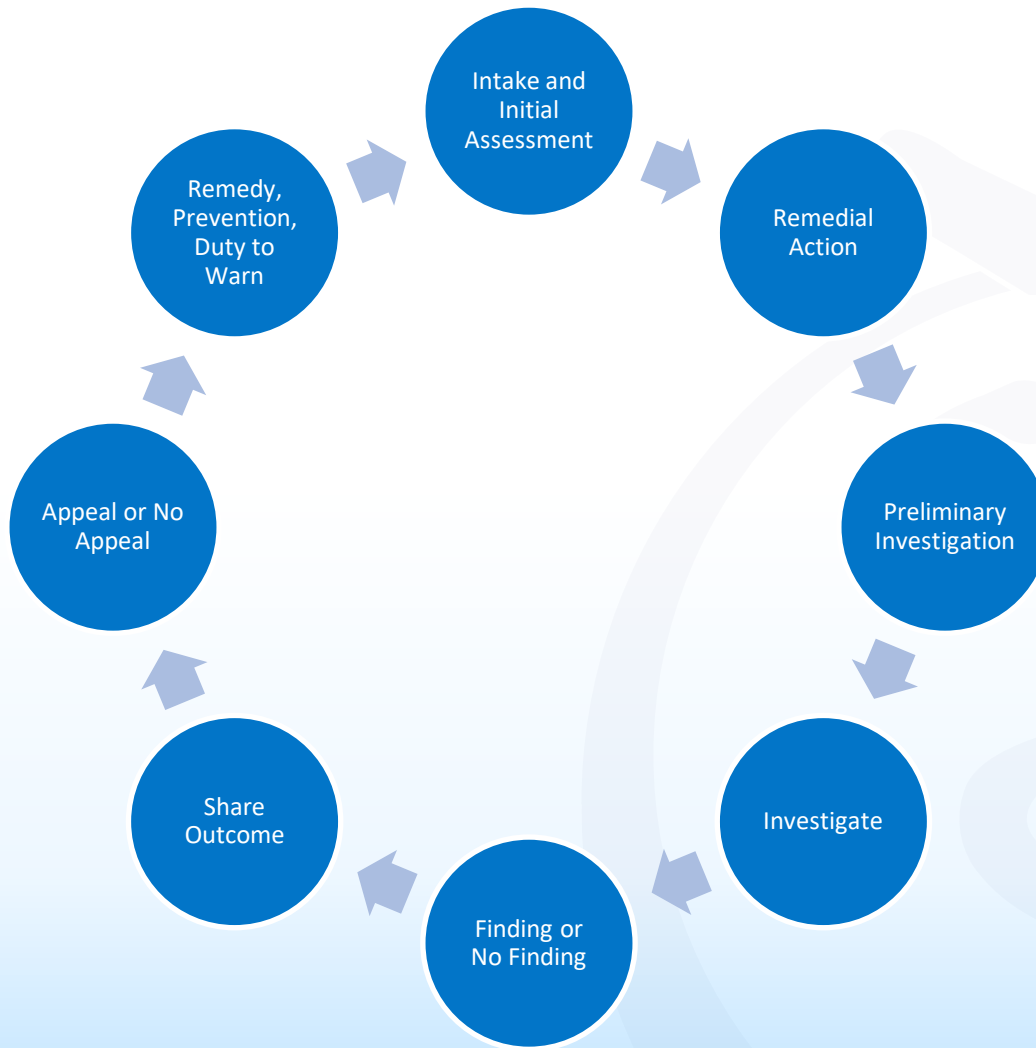 Intake and
Initial
Assessment
Remedial
Action
Preliminary
Investigation
Investigate
Finding or
No Finding
Share
Outcome
Appeal or No
Appeal
Remedy,
Prevention,
Duty to
Warn